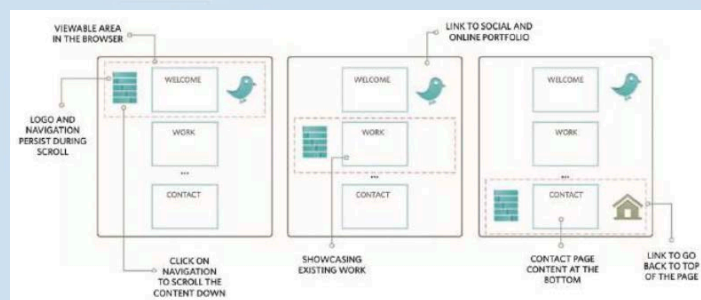 VIEWABLE AREA
IN THE BROWSER
LINK TO SOCIAL AND
ONLINE PORTFOLIO
LOGO AND
NAVIGATION
PERSIST DURING
SCROLL
WELCOME
WORK
...
CONTACT
WELCOME
WORK
...
CONTACT
WELCOME
WORK
...
CONTACT
CLICK ON
NAVIGATION
TO SCROLL THE
CONTENT DOWN
SHOWCASING
EXISTING WORK
CONTACT PAGE
CONTENT AT THE
BOTTOM
LINK TO GO
BACK TO TOP
OF THE PAGE